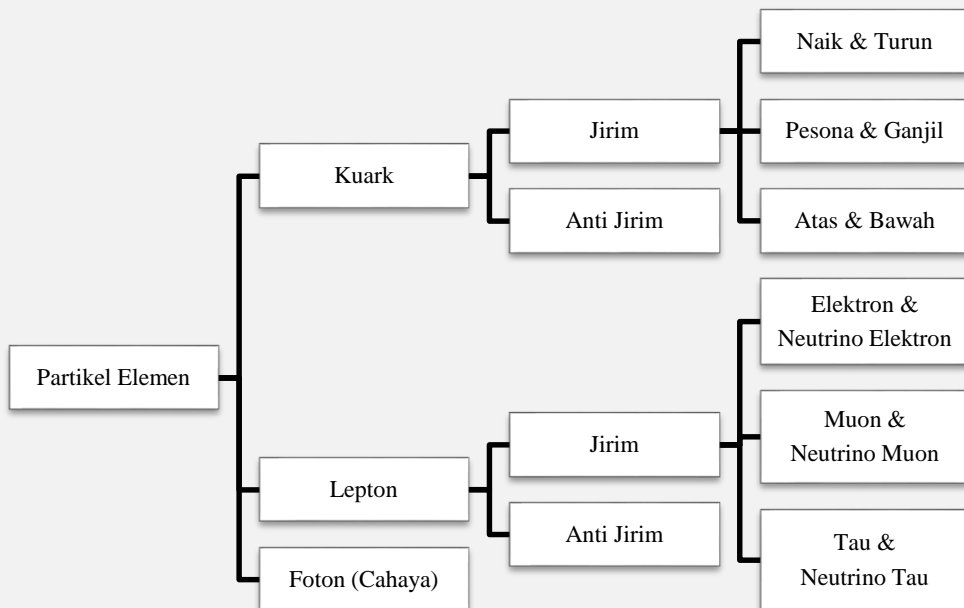 Partikel Elemen
Kuark
Jirim
Naik & Turun
Pesona & Ganjil
Atas & Bawah
Anti Jirim
Lepton
Jirim
Elektron &
Neutrino Elektron
Muon &
Neutrino Muon
Tau &
Neutrino Tau
Anti Jirim
Foton (Cahaya)